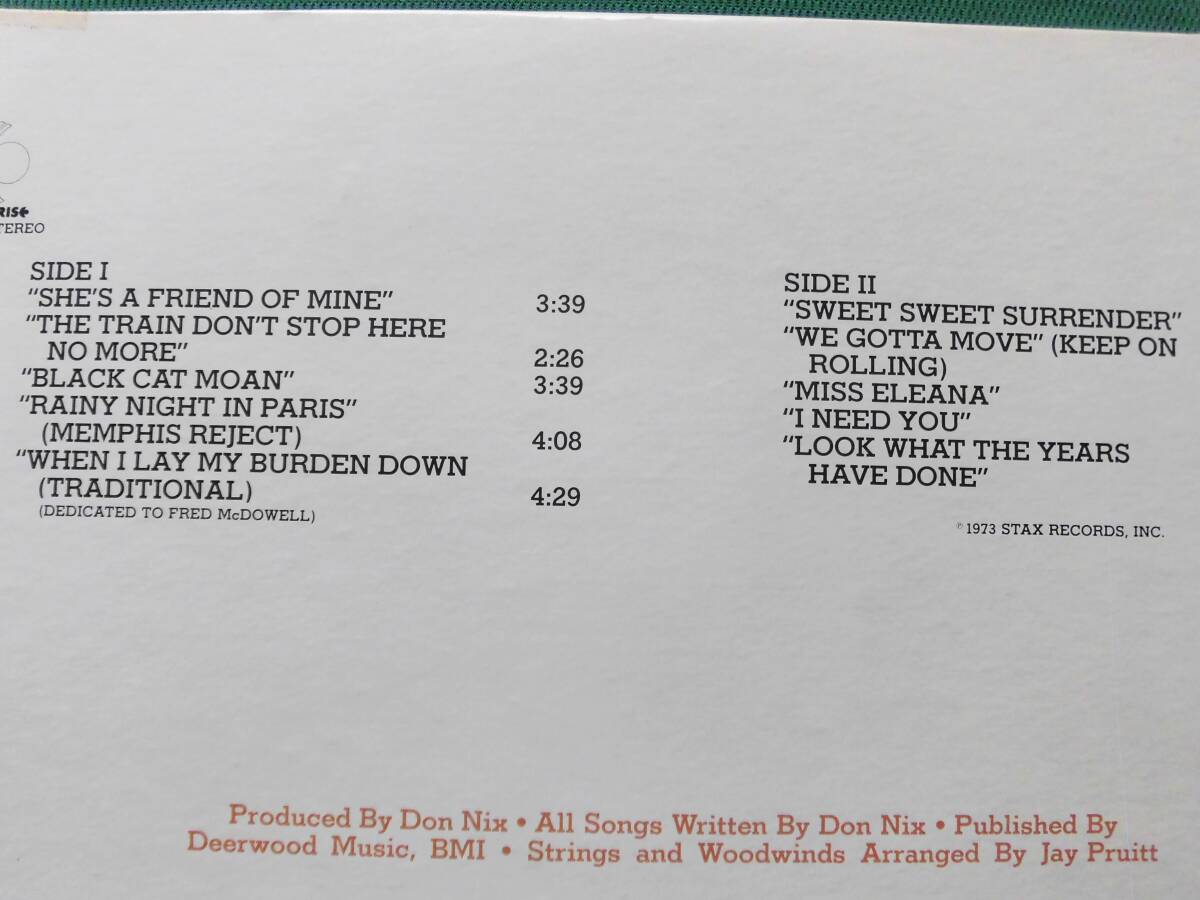 STEREO
SIDE I
"SHE'S A FRIEND OF MINE" 3:39
"THE TRAIN DON'T STOP HERE
NO MORE" 2:26
"BLACK CAT MOAN" 3:39
"RAINY NIGHT IN PARIS"
(MEMPHIS REJECT) 4:08
"WHEN I LAY MY BURDEN DOWN
(TRADITIONAL) 4:29
(DEDICATED TO FRED McDOWELL)
SIDE II
"SWEET SWEET SURRENDER"
"WE GOTTA MOVE" (KEEP ON
ROLLING)
"MISS ELEANA"
"I NEED YOU"
"LOOK WHAT THE YEARS
HAVE DONE"
℗ 1973 STAX RECORDS, INC.
Produced By Don Nix • All Songs Written By Don Nix • Published By
Deerwood Music, BMI • Strings and Woodwinds Arranged By Jay Pruitt